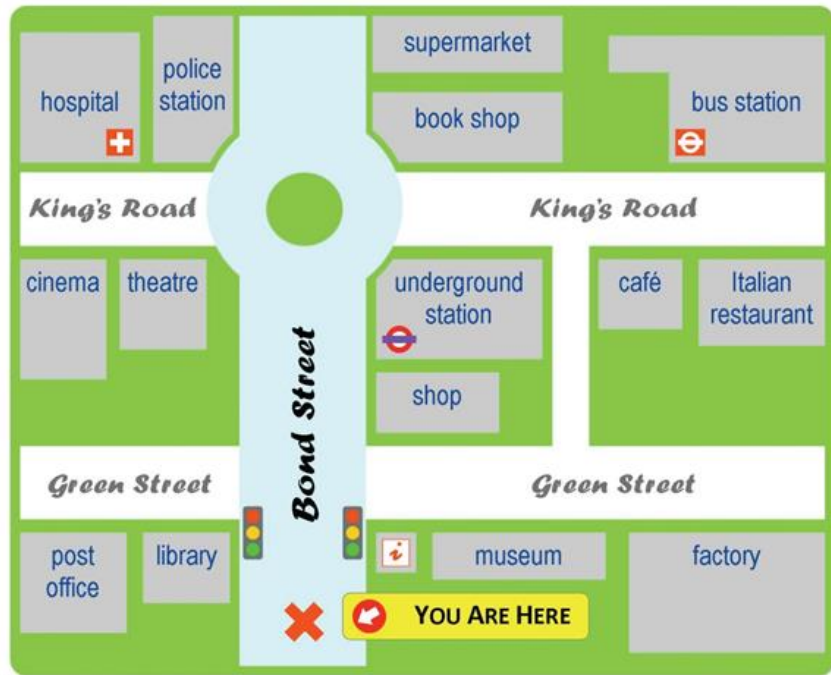 supermarket
police
station
hospital
book shop
bus station
King's Road
King's Road
cinema
theatre
underground
station
café
Italian
restaurant
shop
Bond Street
Green Street
Green Street
post
office
library
i
museum
factory
YOU ARE HERE